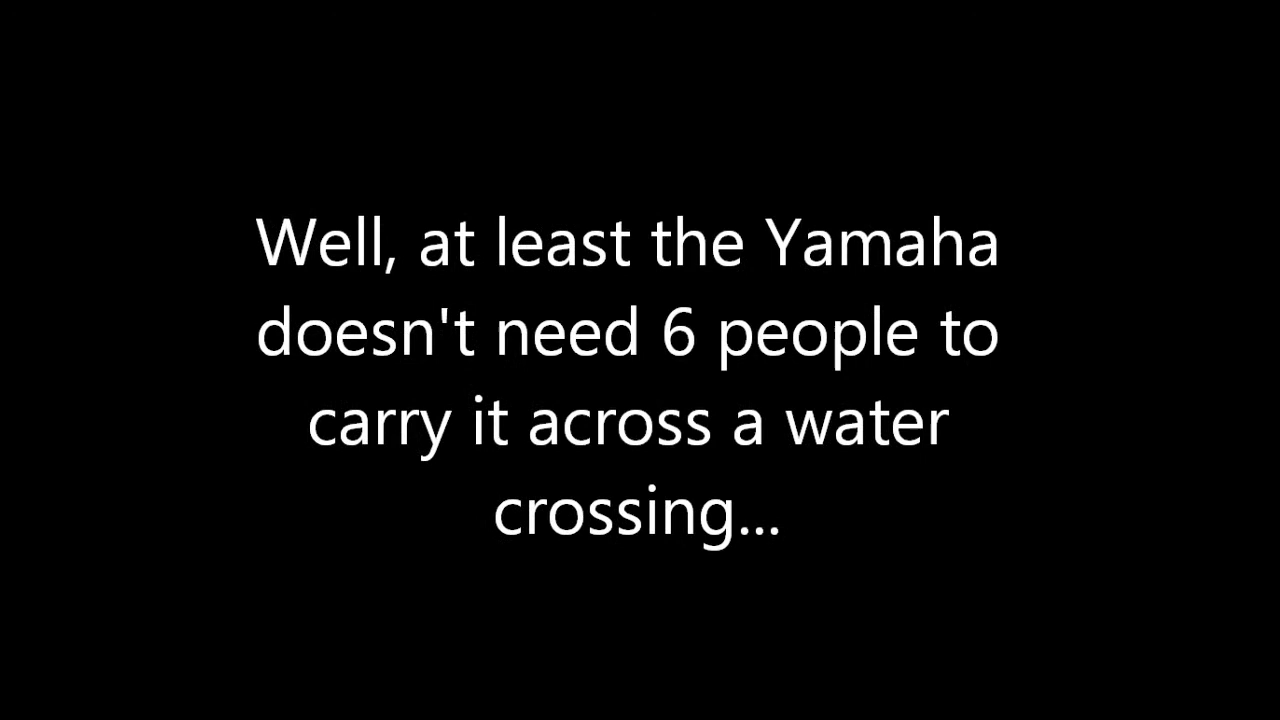 Well, at least the Yamaha
doesn't need 6 people to
carry it across a water
crossing...